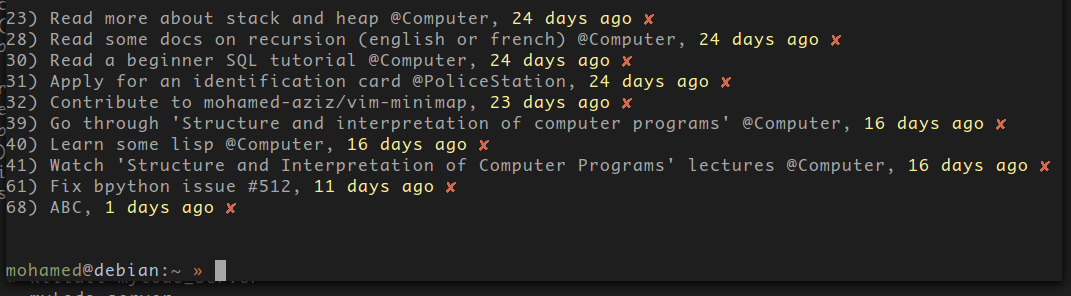 23) Read more about stack and heap @Computer, 24 days ago ✘
28) Read some docs on recursion (english or french) @Computer, 24 days ago ✘
30) Read a beginner SQL tutorial @Computer, 24 days ago ✘
31) Apply for an identification card @PoliceStation, 24 days ago ✘
32) Contribute to mohamed-aziz/vim-minimap, 23 days ago ✘
39) Go through 'Structure and interpretation of computer programs' @Computer, 16 days ago ✘
40) Learn some lisp @Computer, 16 days ago ✘
41) Watch 'Structure and Interpretation of Computer Programs' lectures @Computer, 16 days ago ✘
61) Fix bpython issue #512, 11 days ago ✘
68) ABC, 1 days ago ✘
mohamed@debian:~ »